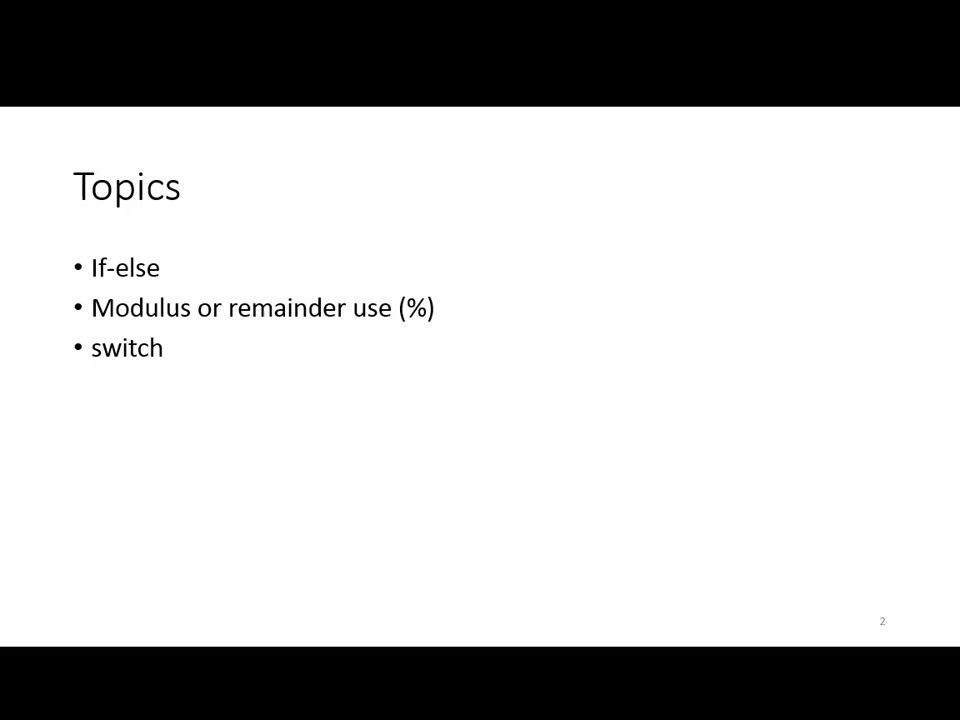 Topics
• If-else
• Modulus or remainder use (%)
• switch
2